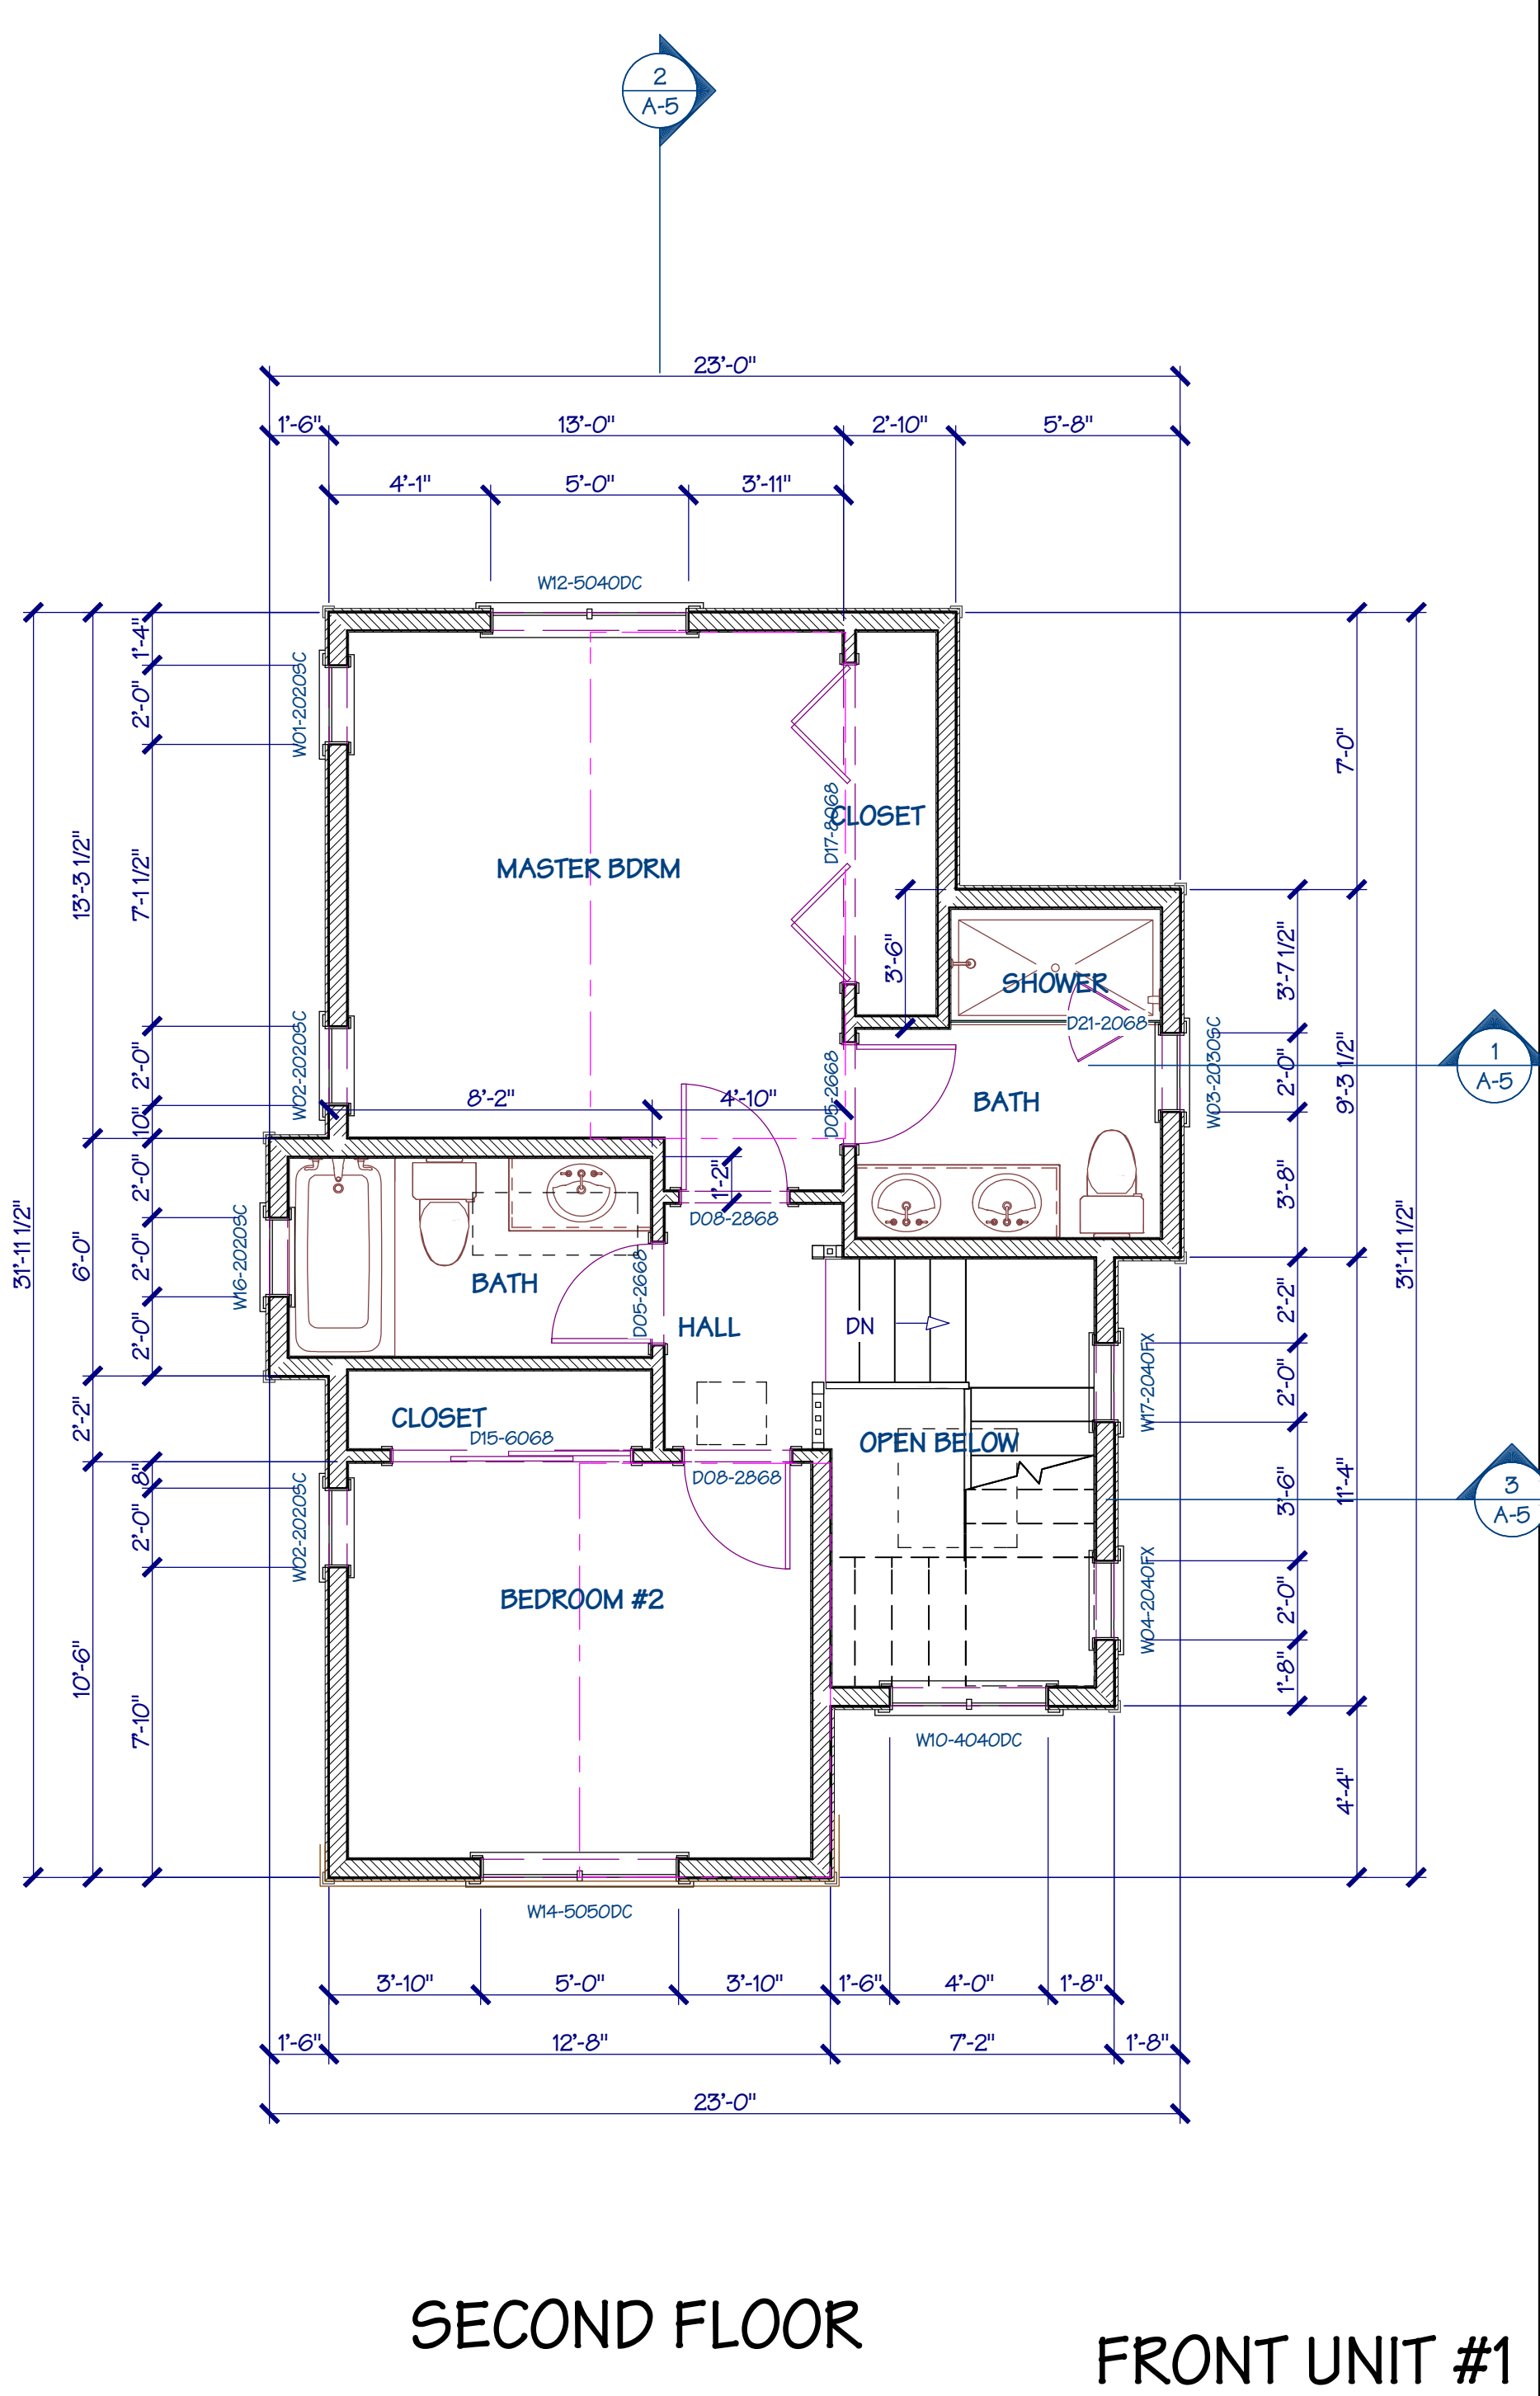 2
A-5
23'-0"
1'-6" 13'-0" 2'-10" 5'-8"
4'-1" 5'-0" 3'-11"
W12-5040DC
1'-4"
W01-2020SC
2'-0"
7'-0"
D17-8068
CLOSET
13'-3 1/2"
7'-1 1/2"
MASTER BDRM
3'-6"
3'-7 1/2"
SHOWER
D21-2068
W02-2020SC
2'-0"
10"
8'-2" 4'-10"
D05-2668
BATH
W03-2030SC
2'-0"
9'-3 1/2"
1
A-5
1'-2"
2'-0"
3'-8"
D08-2868
31'-11 1/2"
6'-0"
2'-0"
W16-2020SC
BATH
D05-2668
HALL
DN
2'-2"
31'-11 1/2"
2'-0"
CLOSET
D15-6068
2'-2"
OPEN BELOW
W17-2040FX
2'-0"
8"
D08-2868
3'-6"
11'-4"
3
A-5
2'-0"
W02-2020SC
BEDROOM #2
W04-2040FX
2'-0"
10'-6"
7'-10"
1'-8"
W10-4040DC
4'-4"
W14-5050DC
3'-10" 5'-0" 3'-10" 1'-6" 4'-0" 1'-8"
1'-6" 12'-8" 7'-2" 1'-8"
23'-0"
SECOND FLOOR
FRONT UNIT #1